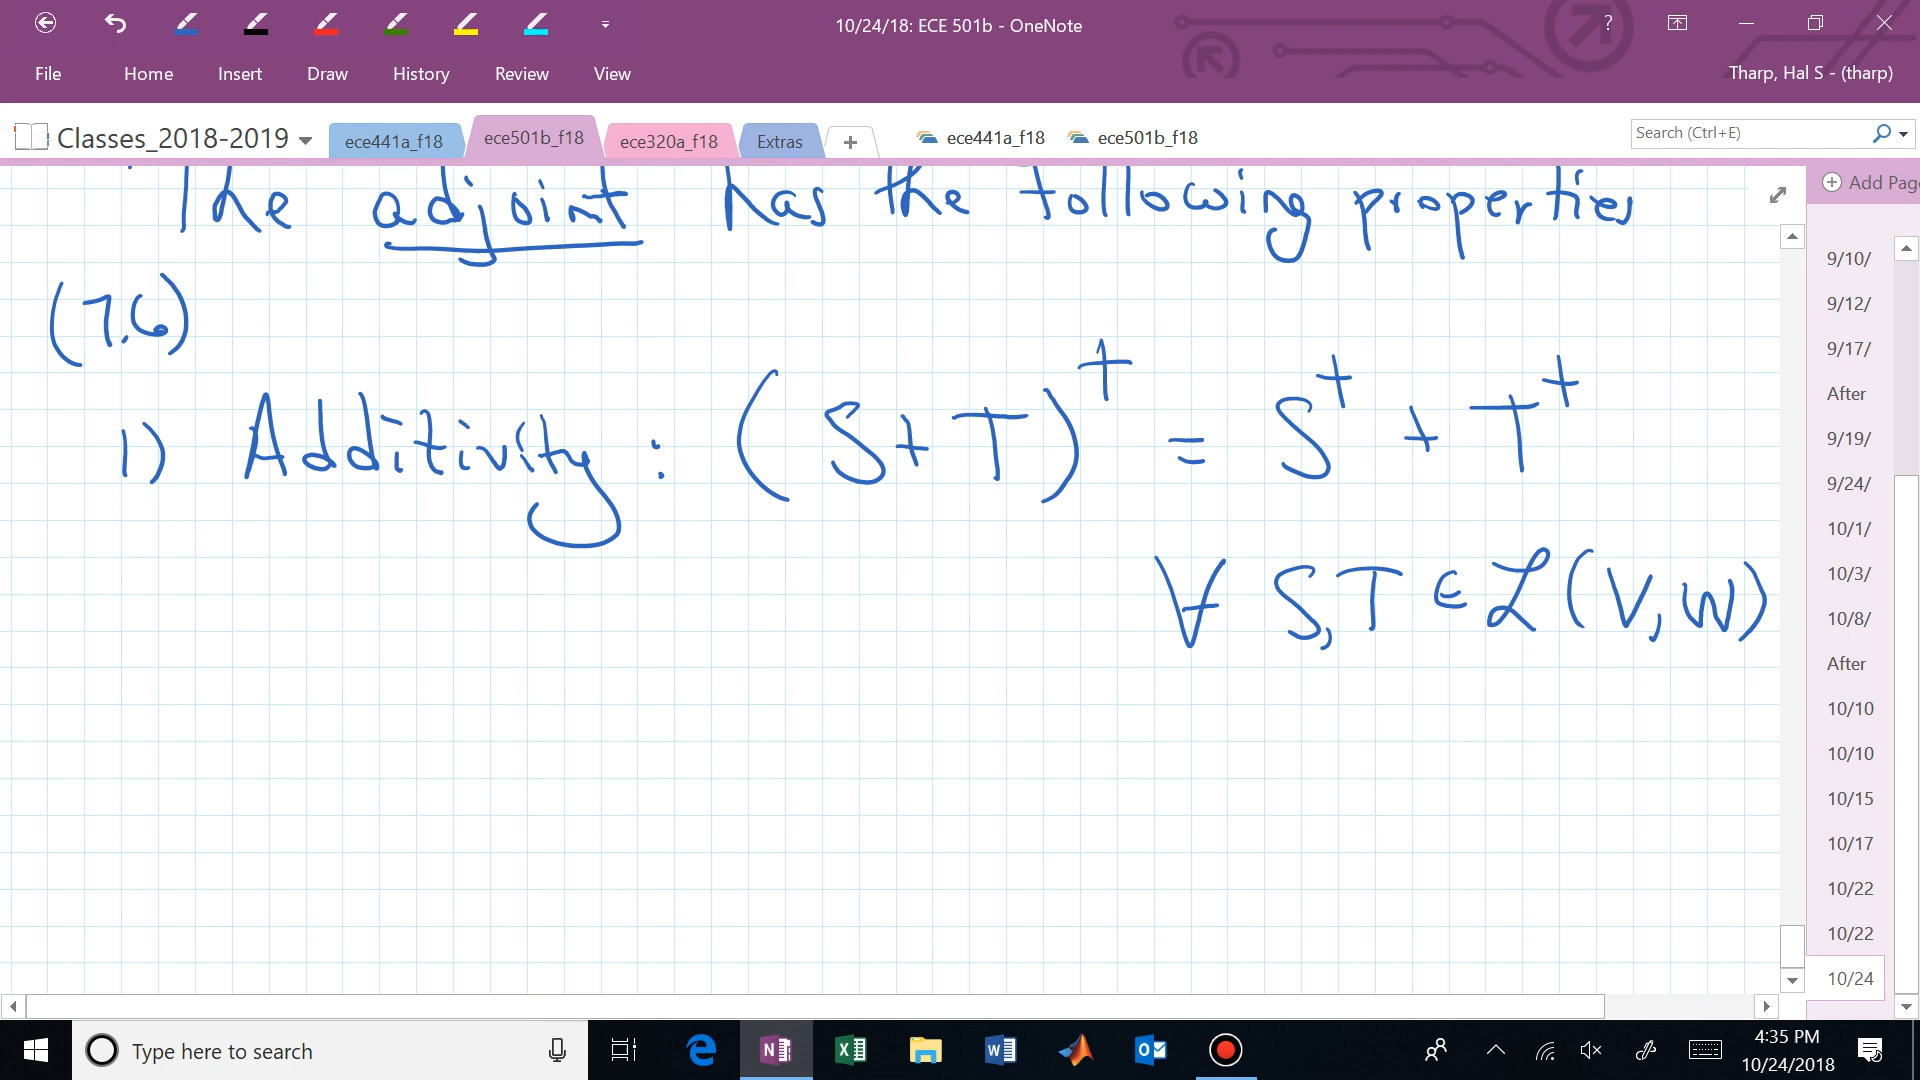 10/24/18: ECE 501b - OneNote
?
File Home Insert Draw History Review View
Tharp, Hal S - (tharp)
Classes_2018-2019
ece441a_f18
ece501b_f18
ece320a_f18
Extras
+
ece441a_f18
ece501b_f18
Search (Ctrl+E)
The adjoint has the following properties
(7.6)
1) Additivity: (S+T)† = S† + T†
∀ S,T ∈ ℒ(V,W)
Add Pag
9/10/
9/12/
9/17/
After
9/19/
9/24/
10/1/
10/3/
10/8/
After
10/10
10/10
10/15
10/17
10/22
10/22
10/24
Type here to search
4:35 PM
10/24/2018